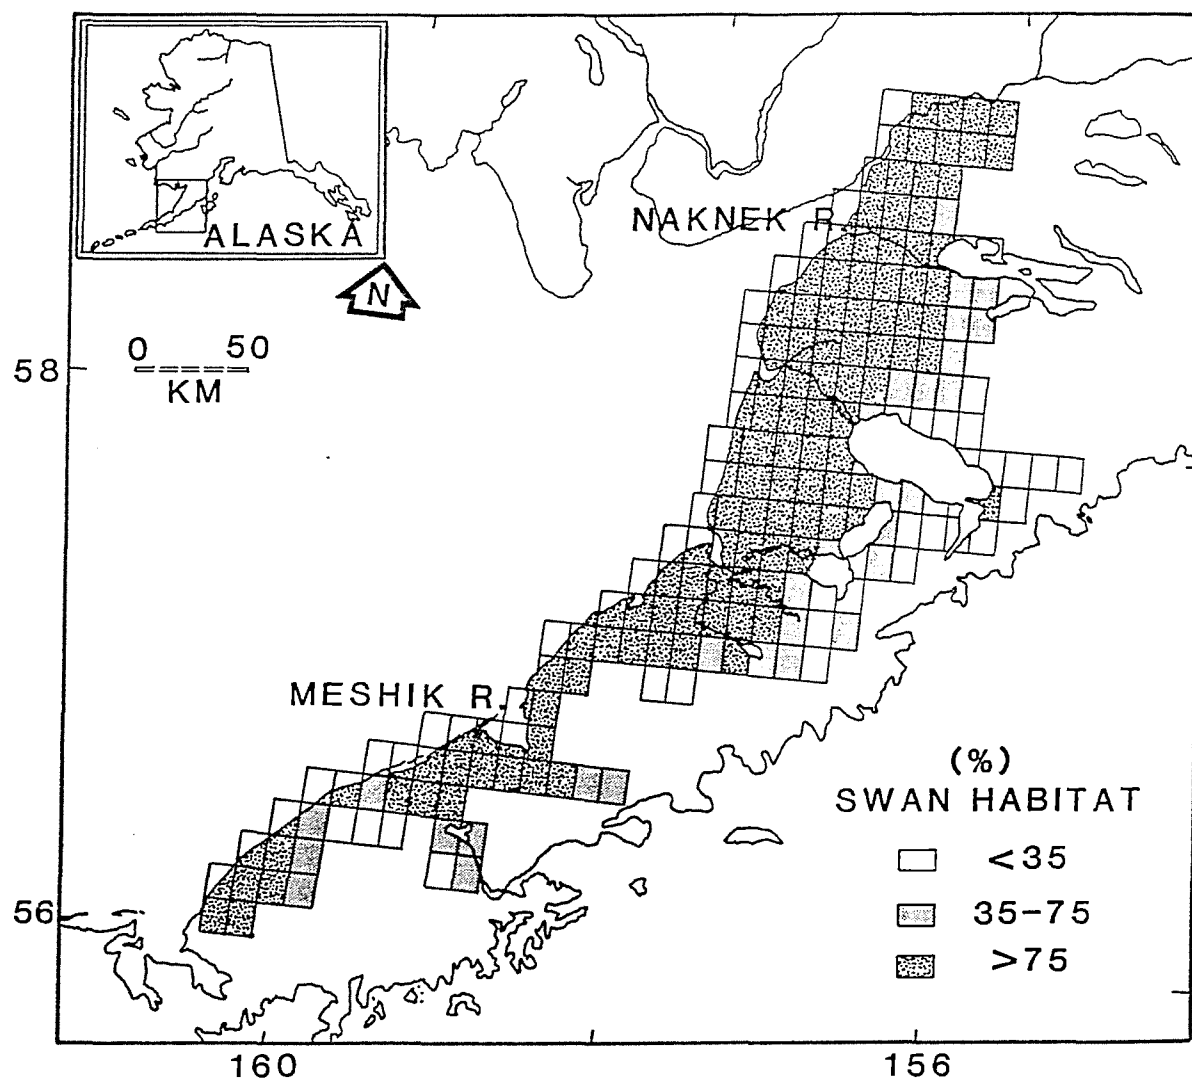 ALASKA
N
NAKNEK R.
0 50
KM
58
MESHIK R.
(%)
SWAN HABITAT
<35
35-75
>75
56
160
156